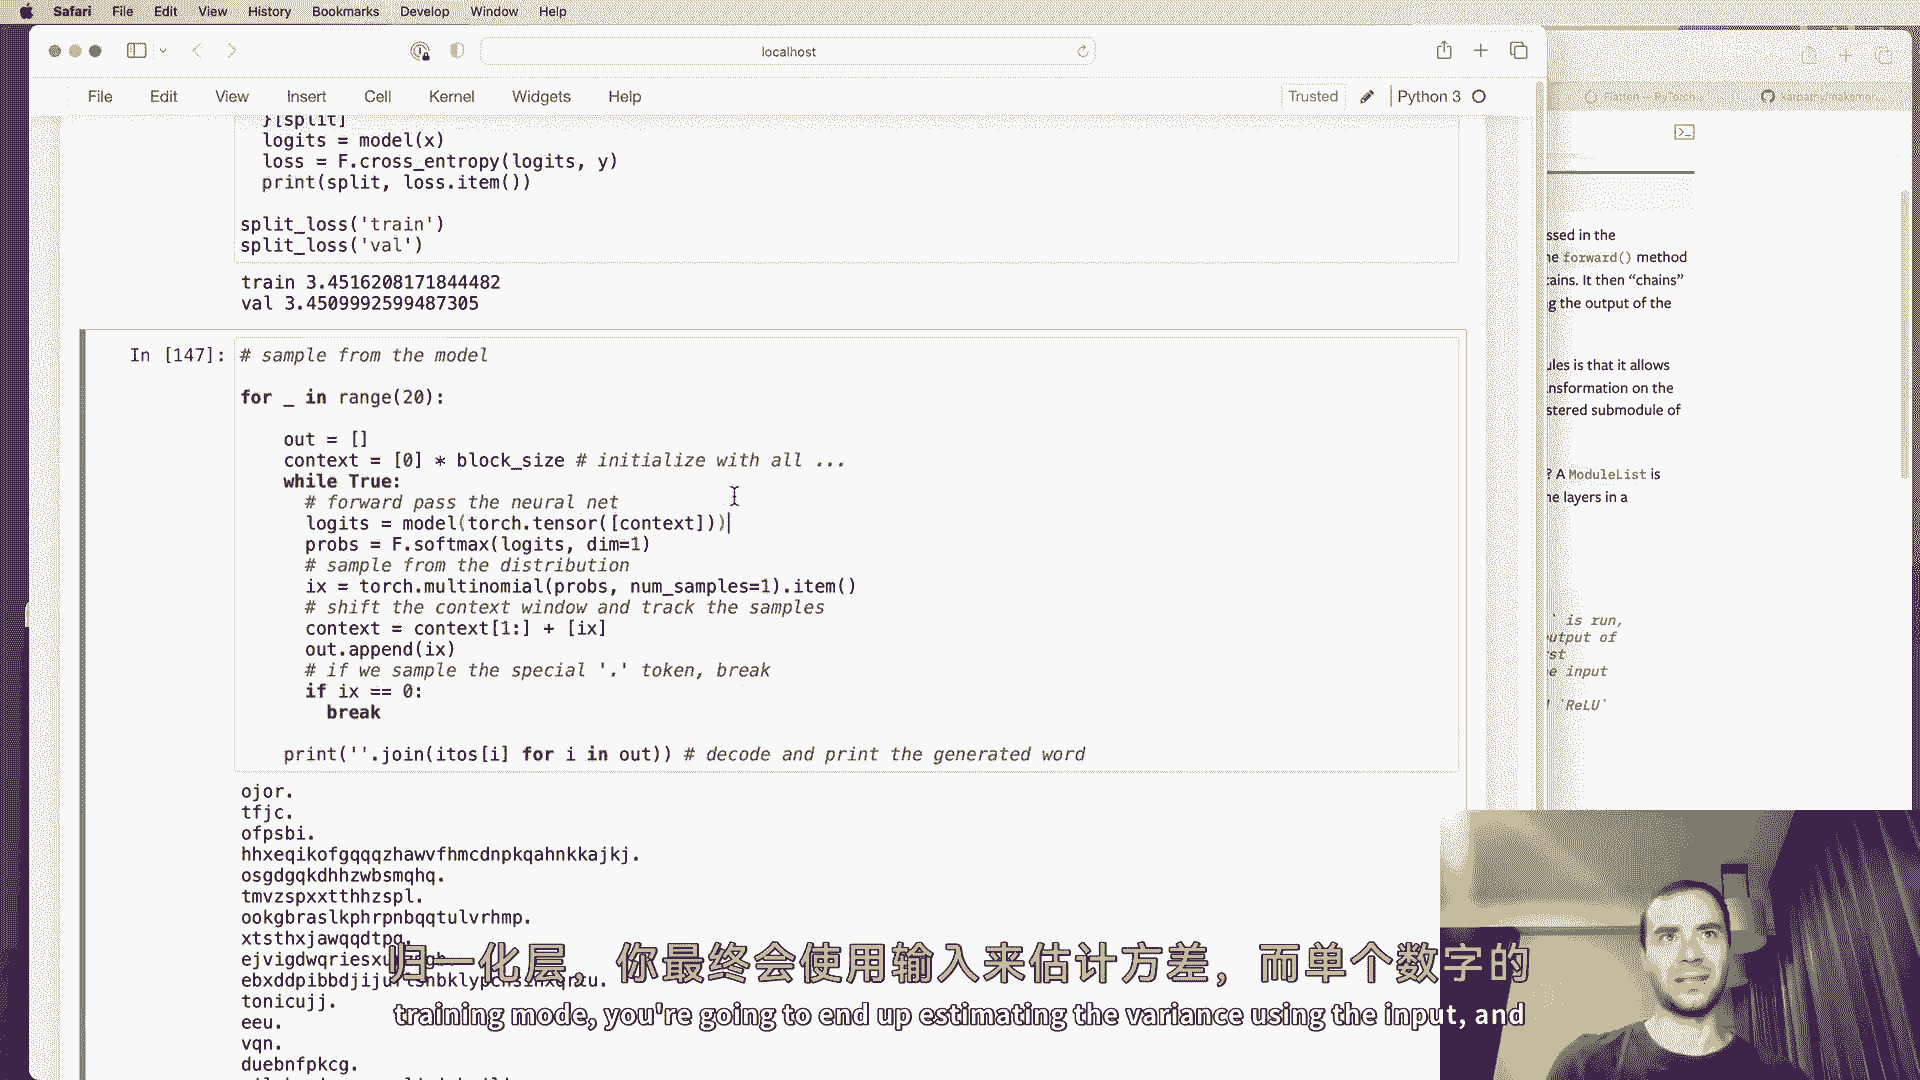 Safari File Edit View History Bookmarks Develop Window Help
localhost
File Edit View Insert Cell Kernel Widgets Help
Trusted
Python 3
}[split]
logits = model(x)
loss = F.cross_entropy(logits, y)
print(split, loss.item())
split_loss('train')
split_loss('val')
train 3.4516208171844482
val 3.4509992599487305
In [147]:
# sample from the model
for _ in range(20):
out = []
context = [0] * block_size # initialize with all ...
while True:
# forward pass the neural net
logits = model(torch.tensor([context]))
probs = F.softmax(logits, dim=1)
# sample from the distribution
ix = torch.multinomial(probs, num_samples=1).item()
# shift the context window and track the samples
context = context[1:] + [ix]
out.append(ix)
# if we sample the special '.' token, break
if ix == 0:
break
print(''.join(itos[i] for i in out)) # decode and print the generated word
ojor.
tfjc.
ofpsbi.
hhxeqikofgqqqzhawvfhmcdnpkqahnkkajkj.
osgdgqkdhhzwbsmqhq.
tmvzspxxtthhzspl.
ookgbraslkphrpnbqqtulvrhmp.
xtsthxjawqqdtpq.
tonicujj.
eeu.
vqn.
duebnfpkcg.
Flatten — PyTorch...
karpathy/makemor...
ssed in the
he forward() method
tains. It then “chains”
g the output of the
ules is that it allows
nsformation on the
stered submodule of
? A ModuleList is
he layers in a
` is run,
utput of
st
e input
`ReLU`
归一化层，你最终会使用输入来估计方差，而单个数字的
training mode, you're going to end up estimating the variance using the input, and